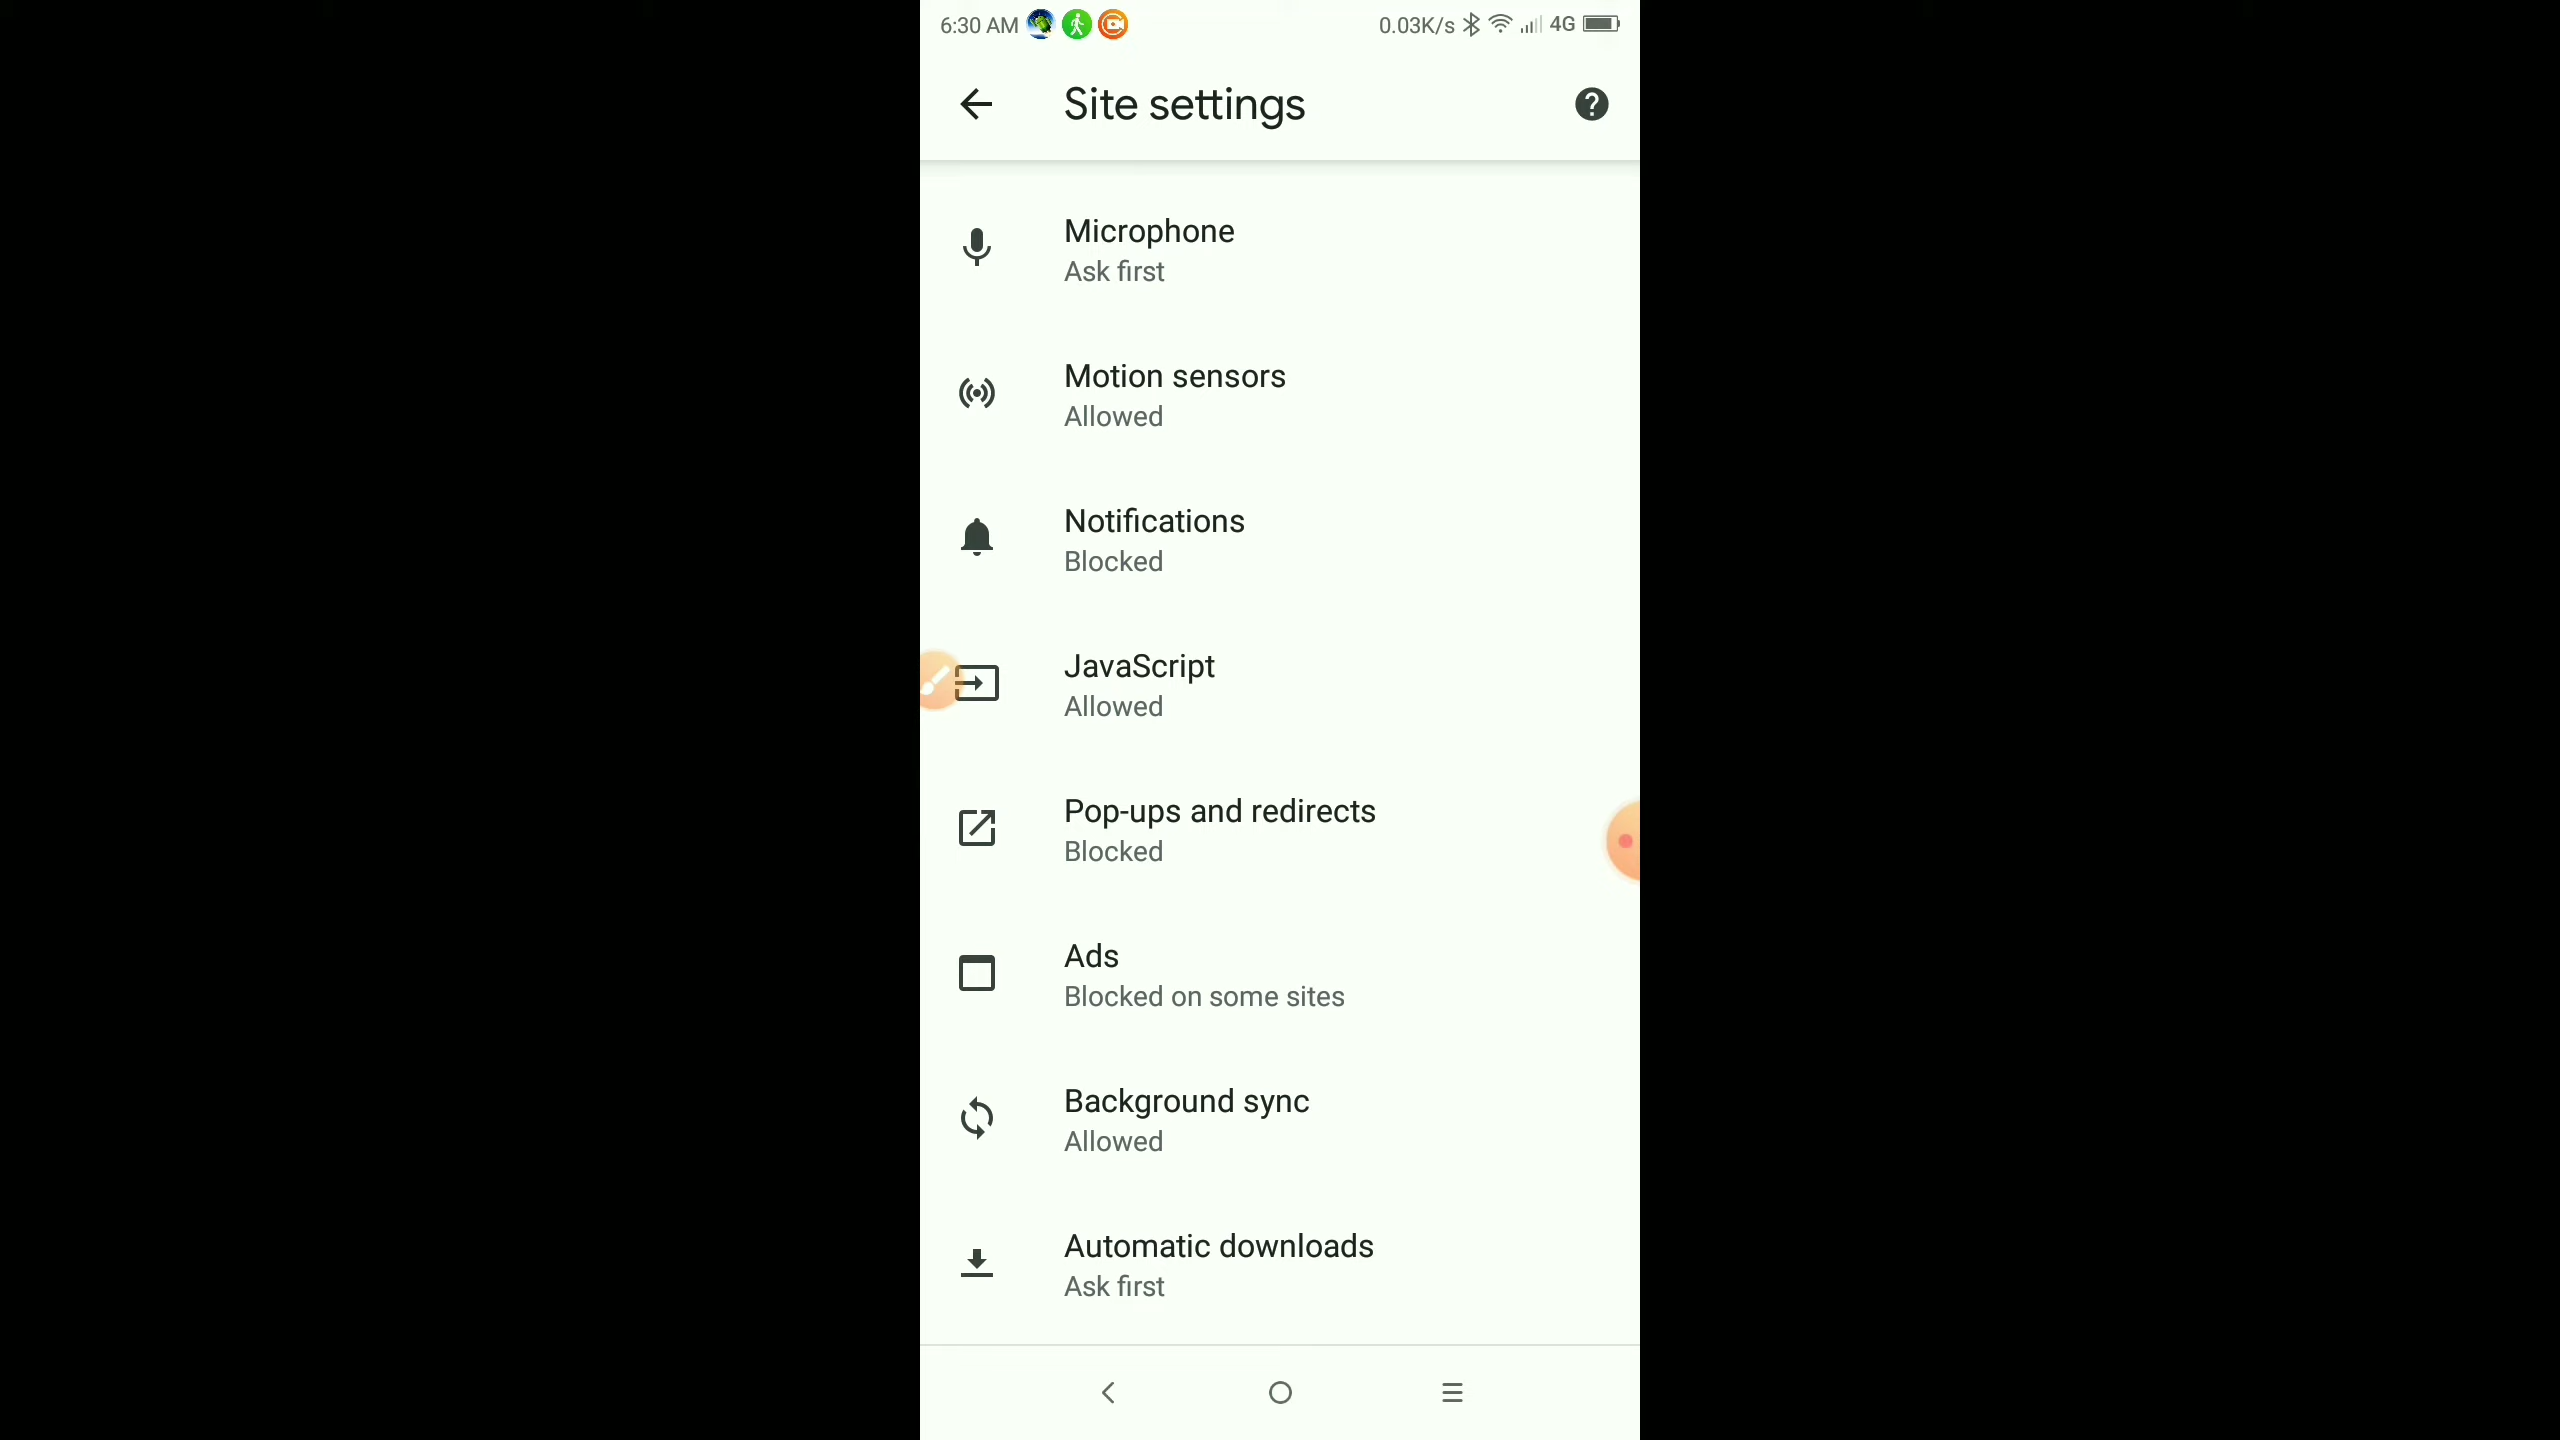 6:30 AM 0.03K/s 4G
Site settings
Microphone
Ask first
Motion sensors
Allowed
Notifications
Blocked
JavaScript
Allowed
Pop-ups and redirects
Blocked
Ads
Blocked on some sites
Background sync
Allowed
Automatic downloads
Ask first